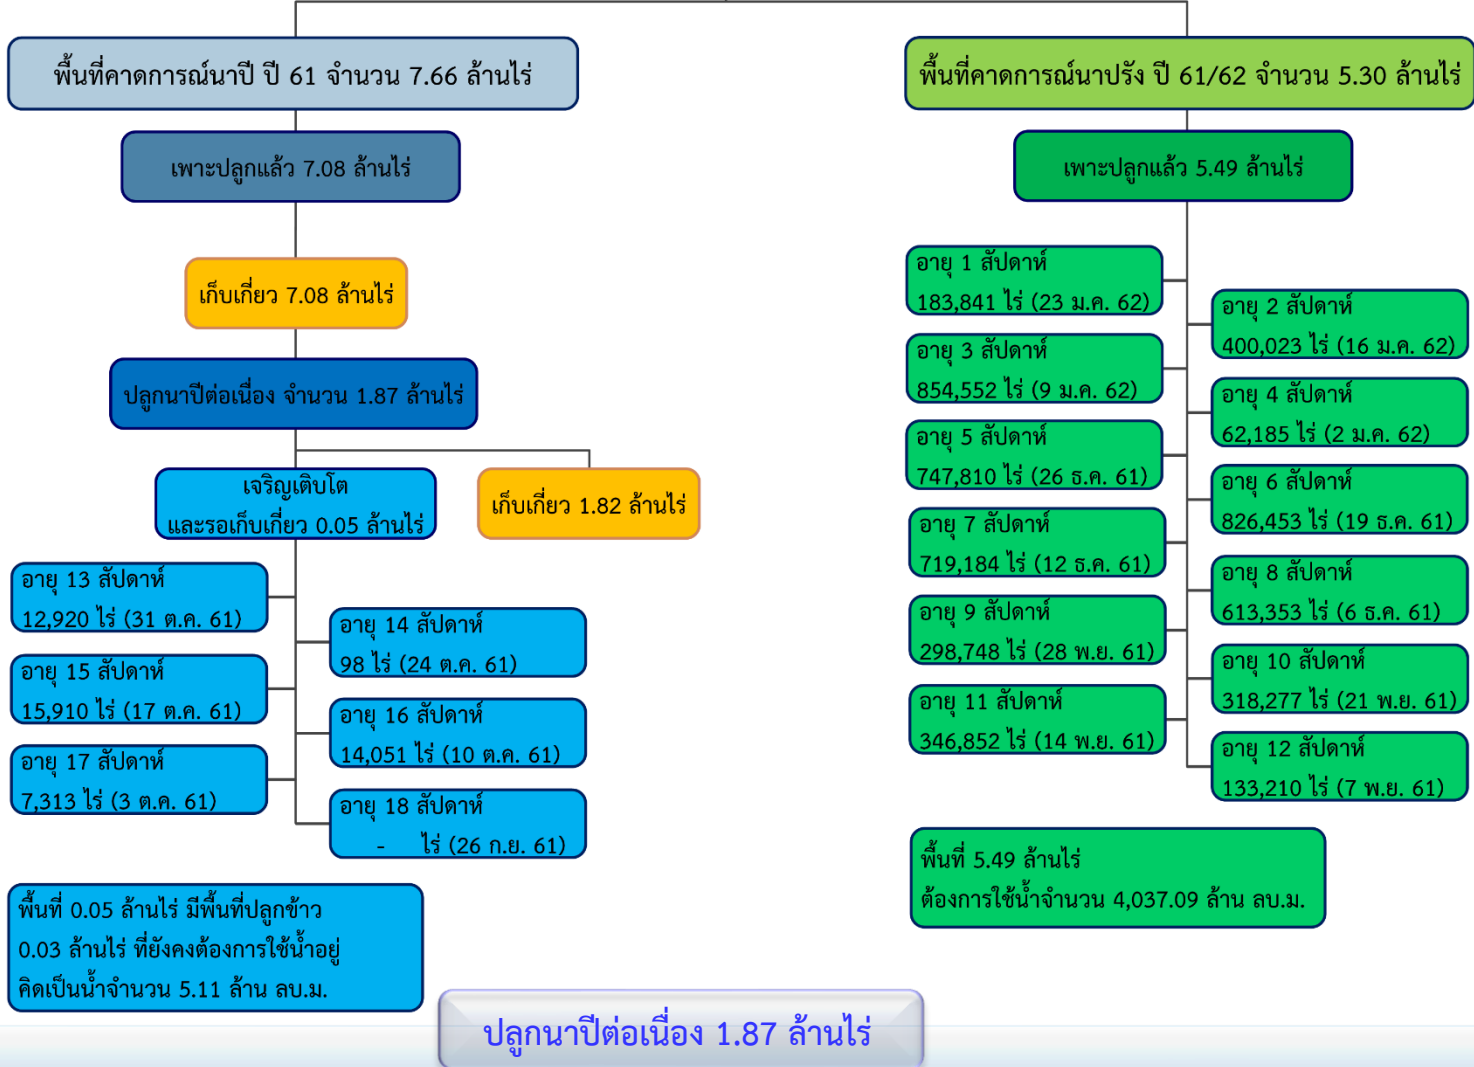 พื้นที่คาดการณ์นาปี ปี 61 จำนวน 7.66 ล้านไร่
เพาะปลูกแล้ว 7.08 ล้านไร่
เก็บเกี่ยว 7.08 ล้านไร่
ปลูกนาปีต่อเนื่อง จำนวน 1.87 ล้านไร่
เจริญเติบโต
และรอเก็บเกี่ยว 0.05 ล้านไร่
เก็บเกี่ยว 1.82 ล้านไร่
อายุ 13 สัปดาห์
12,920 ไร่ (31 ต.ค. 61)
อายุ 14 สัปดาห์
98 ไร่ (24 ต.ค. 61)
อายุ 15 สัปดาห์
15,910 ไร่ (17 ต.ค. 61)
อายุ 16 สัปดาห์
14,051 ไร่ (10 ต.ค. 61)
อายุ 17 สัปดาห์
7,313 ไร่ (3 ต.ค. 61)
อายุ 18 สัปดาห์
- ไร่ (26 ก.ย. 61)
พื้นที่ 0.05 ล้านไร่ มีพื้นที่ปลูกข้าว
0.03 ล้านไร่ ที่ยังคงต้องการใช้น้ำอยู่
คิดเป็นน้ำจำนวน 5.11 ล้าน ลบ.ม.
พื้นที่คาดการณ์นาปรัง ปี 61/62 จำนวน 5.30 ล้านไร่
เพาะปลูกแล้ว 5.49 ล้านไร่
อายุ 1 สัปดาห์
183,841 ไร่ (23 ม.ค. 62)
อายุ 2 สัปดาห์
400,023 ไร่ (16 ม.ค. 62)
อายุ 3 สัปดาห์
854,552 ไร่ (9 ม.ค. 62)
อายุ 4 สัปดาห์
62,185 ไร่ (2 ม.ค. 62)
อายุ 5 สัปดาห์
747,810 ไร่ (26 ธ.ค. 61)
อายุ 6 สัปดาห์
826,453 ไร่ (19 ธ.ค. 61)
อายุ 7 สัปดาห์
719,184 ไร่ (12 ธ.ค. 61)
อายุ 8 สัปดาห์
613,353 ไร่ (6 ธ.ค. 61)
อายุ 9 สัปดาห์
298,748 ไร่ (28 พ.ย. 61)
อายุ 10 สัปดาห์
318,277 ไร่ (21 พ.ย. 61)
อายุ 11 สัปดาห์
346,852 ไร่ (14 พ.ย. 61)
อายุ 12 สัปดาห์
133,210 ไร่ (7 พ.ย. 61)
พื้นที่ 5.49 ล้านไร่
ต้องการใช้น้ำจำนวน 4,037.09 ล้าน ลบ.ม.
ปลูกนาปีต่อเนื่อง 1.87 ล้านไร่